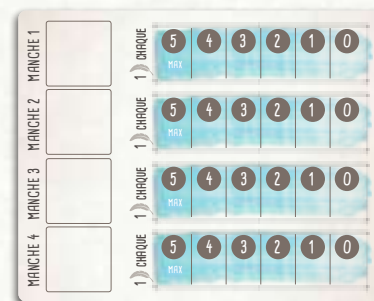 MANCHE 1
1 CHAQUE
5 4 3 2 1 0
MAX
MANCHE 2
1 CHAQUE
5 4 3 2 1 0
MAX
MANCHE 3
1 CHAQUE
5 4 3 2 1 0
MAX
MANCHE 4
1 CHAQUE
5 4 3 2 1 0
MAX